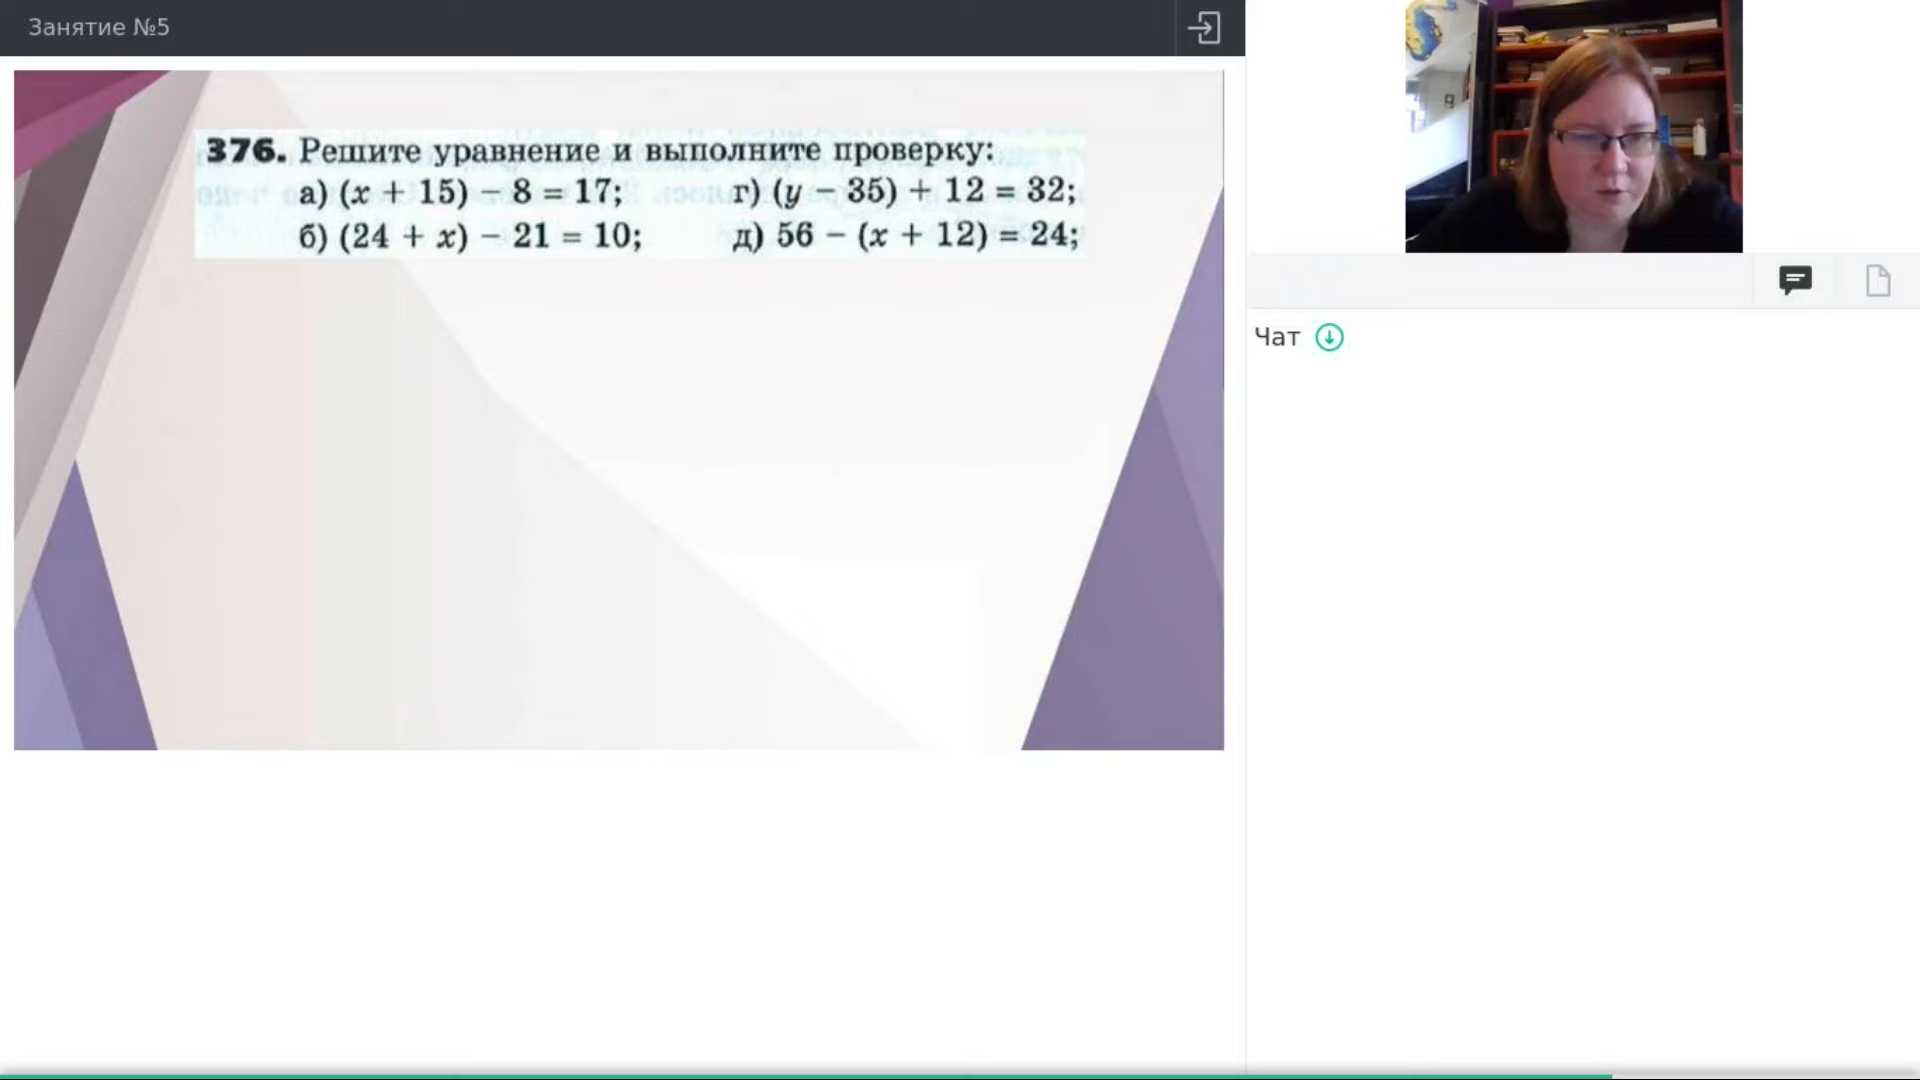 Занятие №5
376. Решите уравнение и выполните проверку:
а) (x + 15) − 8 = 17; г) (y − 35) + 12 = 32;
б) (24 + x) − 21 = 10; д) 56 − (x + 12) = 24;
Чат